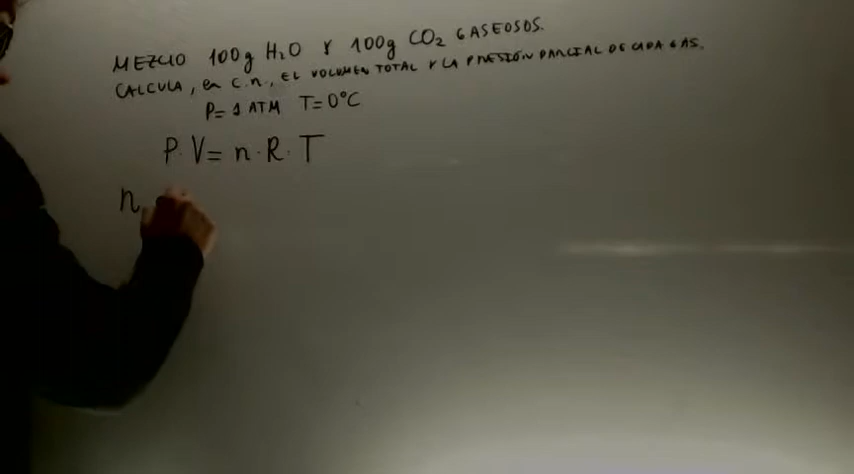 MEZCLO 100g H₂O Y 100g CO₂ GASEOSOS.
CALCULA, en C.n., EL VOLUMEN TOTAL Y LA PRESIÓN PARCIAL DE CADA GAS.
P= 1 ATM T= 0°C
P. V= n. R. T
n